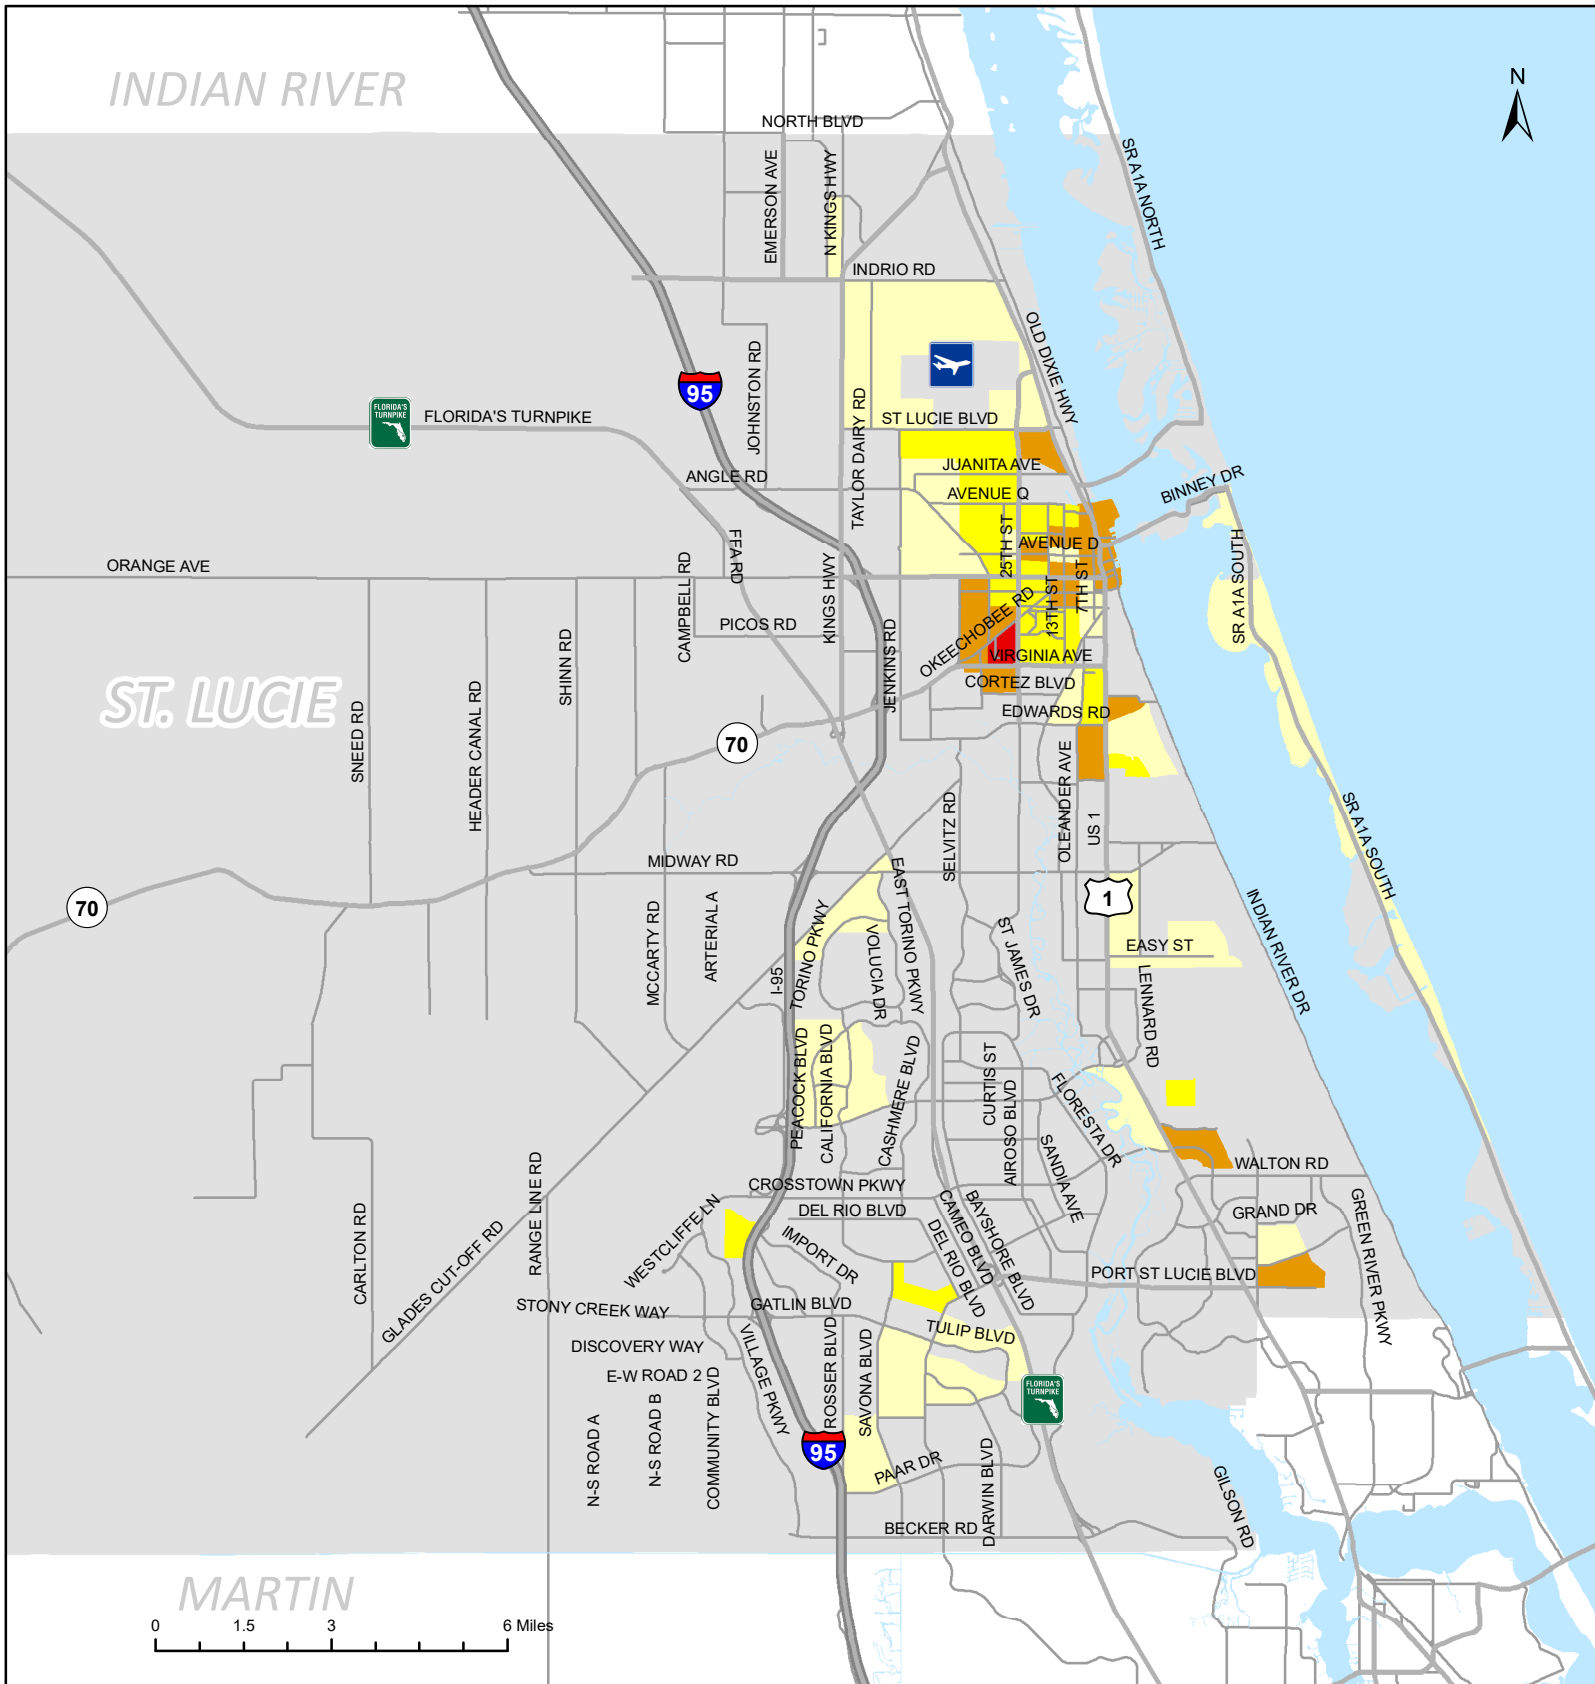 INDIAN RIVER
N
NORTH BLVD
SR A1A NORTH
EMERSON AVE
N KINGS HWY
INDRIO RD
OLD DIXIE HWY
JOHNSTON RD
95
FLORIDA'S
TURNPIKE
FLORIDA'S TURNPIKE
TAYLOR DAIRY RD
ST LUCIE BLVD
JUANITA AVE
ANGLE RD
AVENUE Q
BINNEY DR
FFA RD
25TH ST
AVENUE D
SR A1A SOUTH
ORANGE AVE
CAMPBELL RD
KINGS HWY
13TH ST
7TH ST
PICOS RD
OKEECHOBEE RD
JENKINS RD
VIRGINIA AVE
SHINN RD
CORTEZ BLVD
ST. LUCIE
HEADER CANAL RD
SNEED RD
EDWARDS RD
70
OLEANDER AVE
US 1
SELVITZ RD
SR A1A SOUTH
MIDWAY RD
EAST TORINO PKWY
1
70
MCCARTY RD
ARTERIAL A
TORINO PKWY
VOLUCIA DR
ST JAMES DR
EASY ST
INDIAN RIVER DR
I-95
LENNARD RD
PEACOCK BLVD
CALIFORNIA BLVD
CASHMERE BLVD
CURTIS ST
AIROSO BLVD
FLORESTA DR
SANDIA AVE
WALTON RD
RANGE LINE RD
CROSSTOWN PKWY
CARLTON RD
GLADES CUT-OFF RD
WESTCLIFFE LN
DEL RIO BLVD
CAMEO BLVD
BAYSHORE BLVD
GRAND DR
GREEN RIVER PKWY
IMPORT DR
DEL RIO BLVD
PORT ST LUCIE BLVD
STONY CREEK WAY
GATLIN BLVD
TULIP BLVD
DISCOVERY WAY
VILLAGE PKWY
ROSSER BLVD
SAVONA BLVD
E-W ROAD 2
FLORIDA'S
TURNPIKE
N-S ROAD A
N-S ROAD B
COMMUNITY BLVD
95
PAAR DR
DARWIN BLVD
GILSON RD
BECKER RD
MARTIN
0 1.5 3 6 Miles